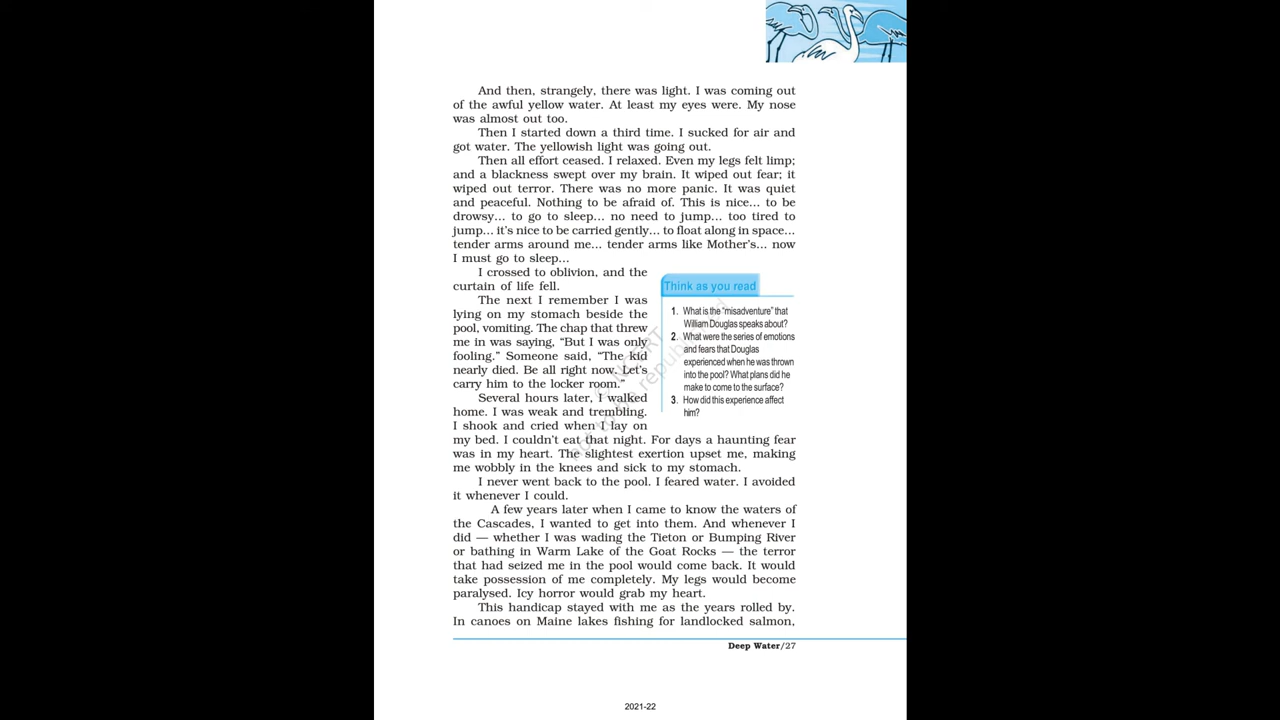 And then, strangely, there was light. I was coming out
of the awful yellow water. At least my eyes were. My nose
was almost out too.
Then I started down a third time. I sucked for air and
got water. The yellowish light was going out.
Then all effort ceased. I relaxed. Even my legs felt limp;
and a blackness swept over my brain. It wiped out fear; it
wiped out terror. There was no more panic. It was quiet
and peaceful. Nothing to be afraid of. This is nice... to be
drowsy... to go to sleep... no need to jump... too tired to
jump... it's nice to be carried gently... to float along in space...
tender arms around me... tender arms like Mother's... now
I must go to sleep...
I crossed to oblivion, and the
curtain of life fell.
The next I remember I was
lying on my stomach beside the
pool, vomiting. The chap that threw
me in was saying, “But I was only
fooling.” Someone said, “The kid
nearly died. Be all right now. Let's
carry him to the locker room.”
Several hours later, I walked
home. I was weak and trembling.
I shook and cried when I lay on
my bed. I couldn't eat that night. For days a haunting fear
was in my heart. The slightest exertion upset me, making
me wobbly in the knees and sick to my stomach.
I never went back to the pool. I feared water. I avoided
it whenever I could.
A few years later when I came to know the waters of
the Cascades, I wanted to get into them. And whenever I
did — whether I was wading the Tieton or Bumping River
or bathing in Warm Lake of the Goat Rocks — the terror
that had seized me in the pool would come back. It would
take possession of me completely. My legs would become
paralysed. Icy horror would grab my heart.
This handicap stayed with me as the years rolled by.
In canoes on Maine lakes fishing for landlocked salmon,
Think as you read
1. What is the “misadventure” that
William Douglas speaks about?
2. What were the series of emotions
and fears that Douglas
experienced when he was thrown
into the pool? What plans did he
make to come to the surface?
3. How did this experience affect
him?
© NCERT
not to be republished
Deep Water/27
2021-22